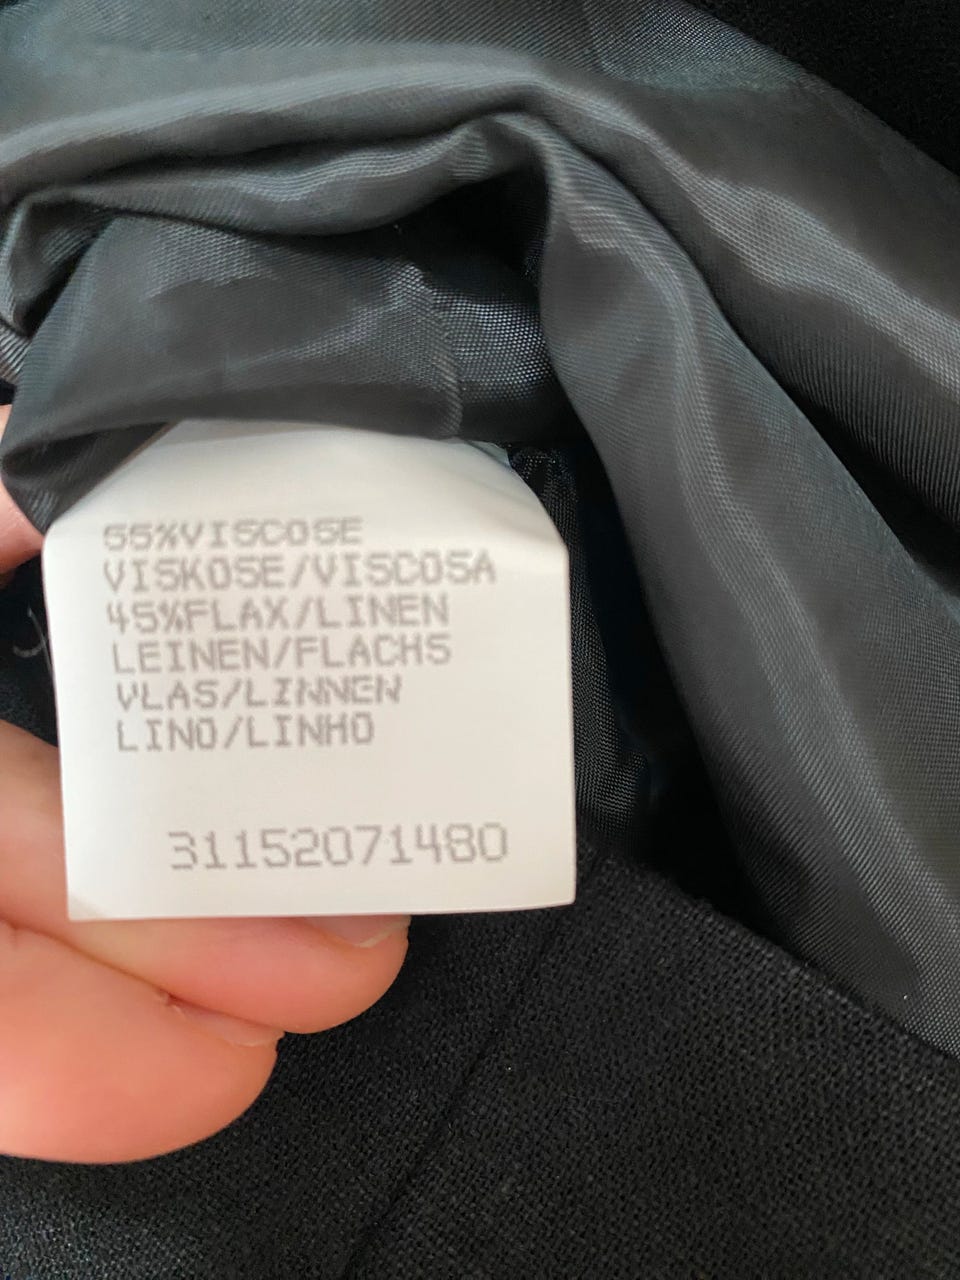 55%VISCOSE
VISKOSE/VISCOSA
45%FLAX/LINEN
LEINEN/FLACHS
VLAS/LINNEN
LINO/LINHO
31152071480